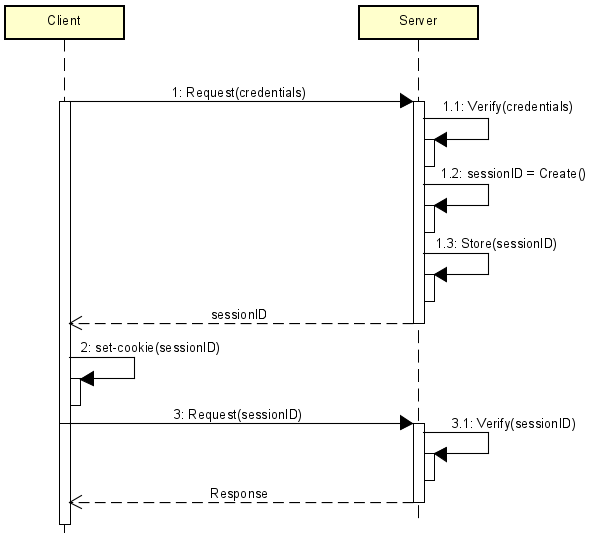 Client
Server
1: Request(credentials)
1.1: Verify(credentials)
1.2: sessionID = Create()
1.3: Store(sessionID)
sessionID
2: set-cookie(sessionID)
3: Request(sessionID)
3.1: Verify(sessionID)
Response